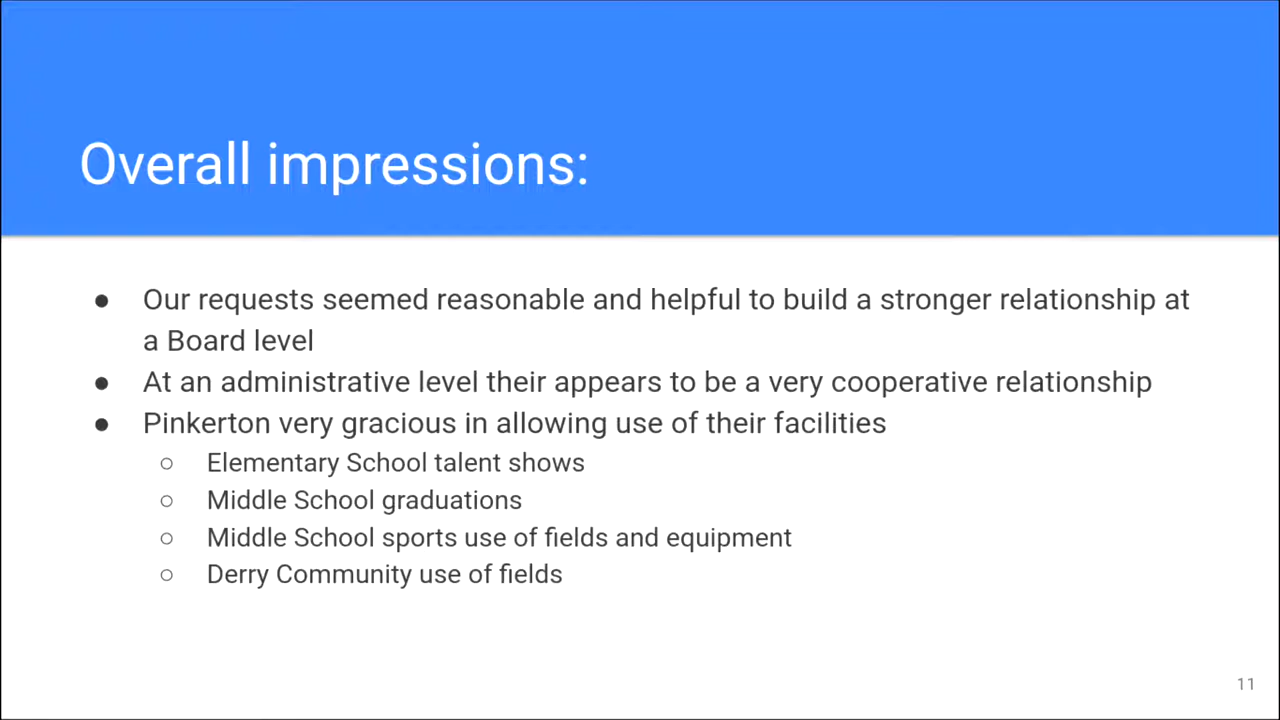 Overall impressions:
● Our requests seemed reasonable and helpful to build a stronger relationship at
a Board level
● At an administrative level their appears to be a very cooperative relationship
● Pinkerton very gracious in allowing use of their facilities
○ Elementary School talent shows
○ Middle School graduations
○ Middle School sports use of fields and equipment
○ Derry Community use of fields
11